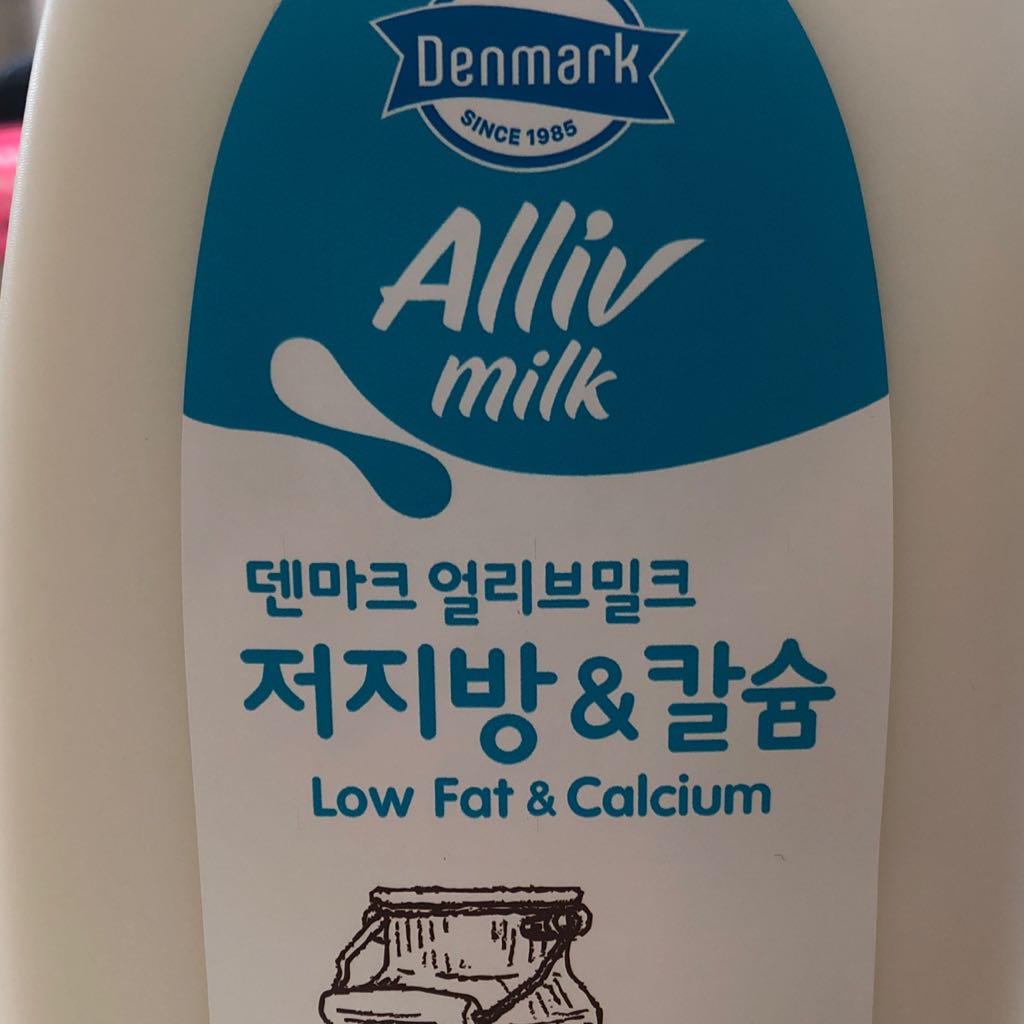 Denmark
SINCE 1985
Alliv
milk
덴마크 얼리브밀크
저지방&칼슘
Low Fat & Calcium